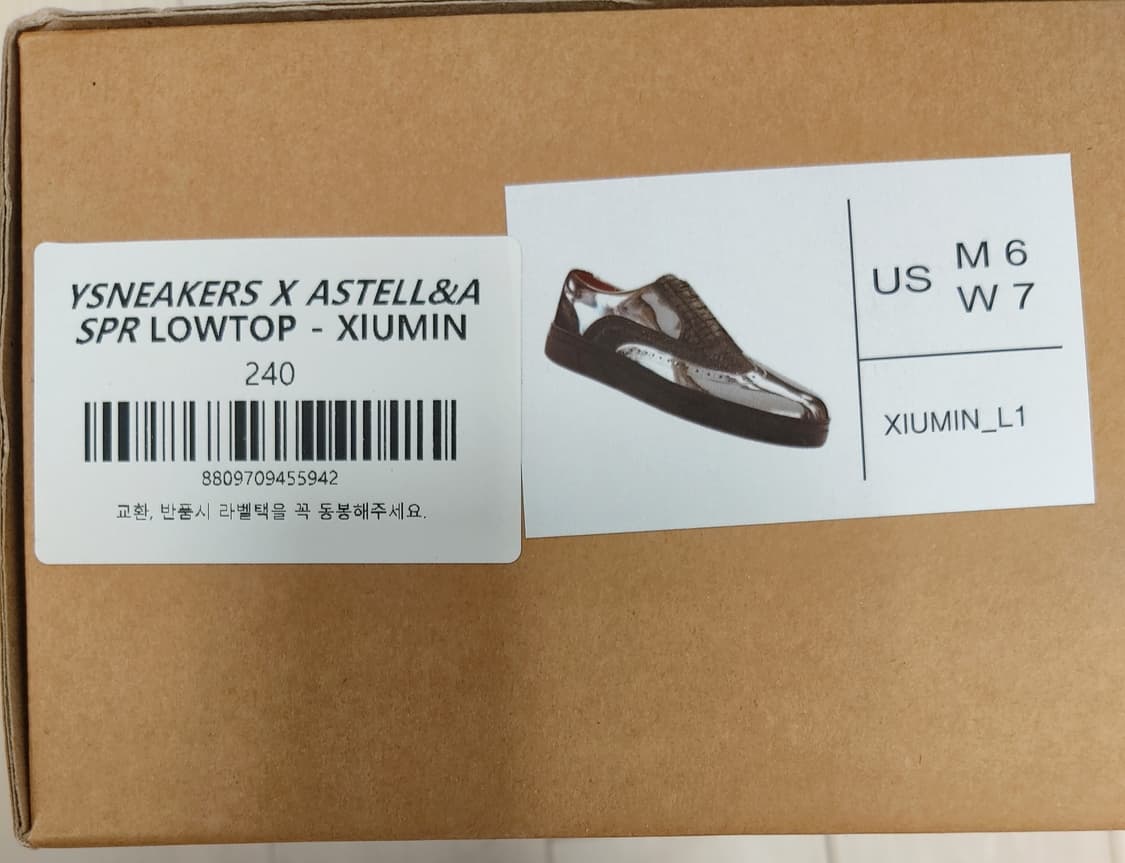 YSNEAKERS X ASTELL&A
SPR LOWTOP - XIUMIN
240
8809709455942
교환, 반품시 라벨택을 꼭 동봉해주세요.
US
M 6
W 7
XIUMIN_L1